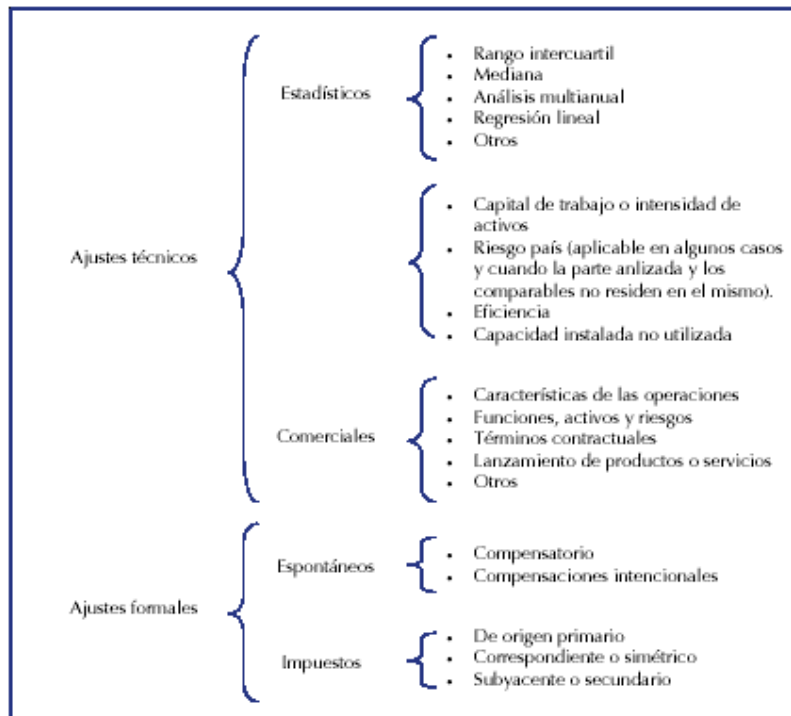 Ajustes técnicos
Estadísticos
• Rango intercuartil
• Mediana
• Análisis multianual
• Regresión lineal
• Otros
• Capital de trabajo o intensidad de
activos
• Riesgo país (aplicable en algunos casos
y cuando la parte anlizada y los
comparables no residen en el mismo).
• Eficiencia
• Capacidad instalada no utilizada
Comerciales
• Características de las operaciones
• Funciones, activos y riesgos
• Términos contractuales
• Lanzamiento de productos o servicios
• Otros
Ajustes formales
Espontáneos
• Compensatorio
• Compensaciones intencionales
Impuestos
• De origen primario
• Correspondiente o simétrico
• Subyacente o secundario